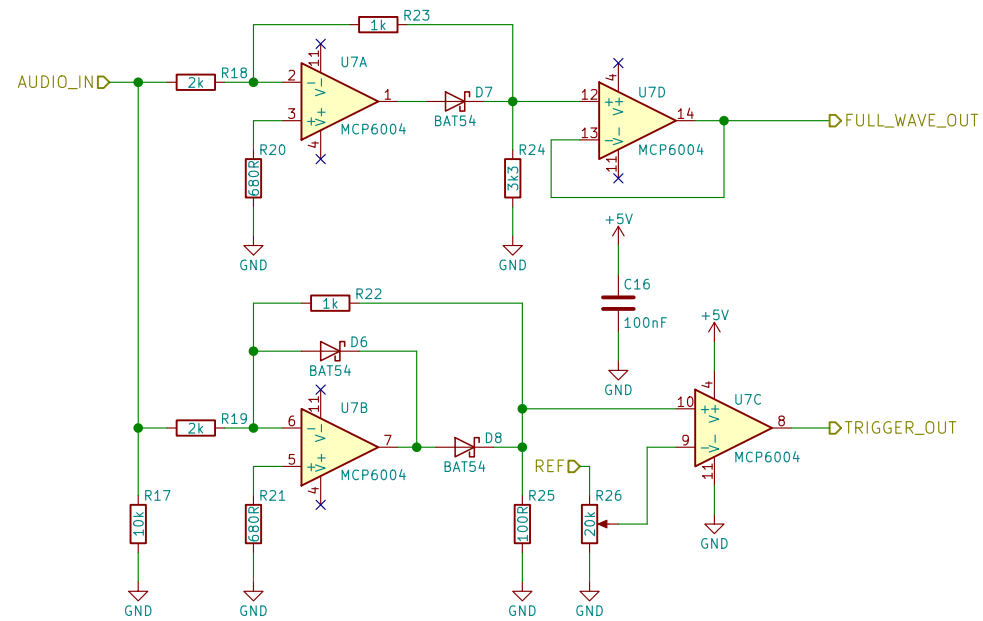 R23
1k
AUDIO_IN
R18
2k
11
U7A
2
−
V-
1
3
+
V+
MCP6004
4
D7
BAT54
R20
680R
GND
R24
3k3
GND
4
U7D
12
+
V+
14
13
−
V-
MCP6004
11
FULL_WAVE_OUT
+5V
C16
100nF
GND
R22
1k
D6
BAT54
R19
2k
11
U7B
6
−
V-
7
5
+
V+
MCP6004
4
D8
BAT54
R17
10k
GND
R21
680R
GND
R25
100R
GND
REF
R26
20k
GND
+5V
4
U7C
10
+
V+
8
9
−
V-
MCP6004
11
GND
TRIGGER_OUT